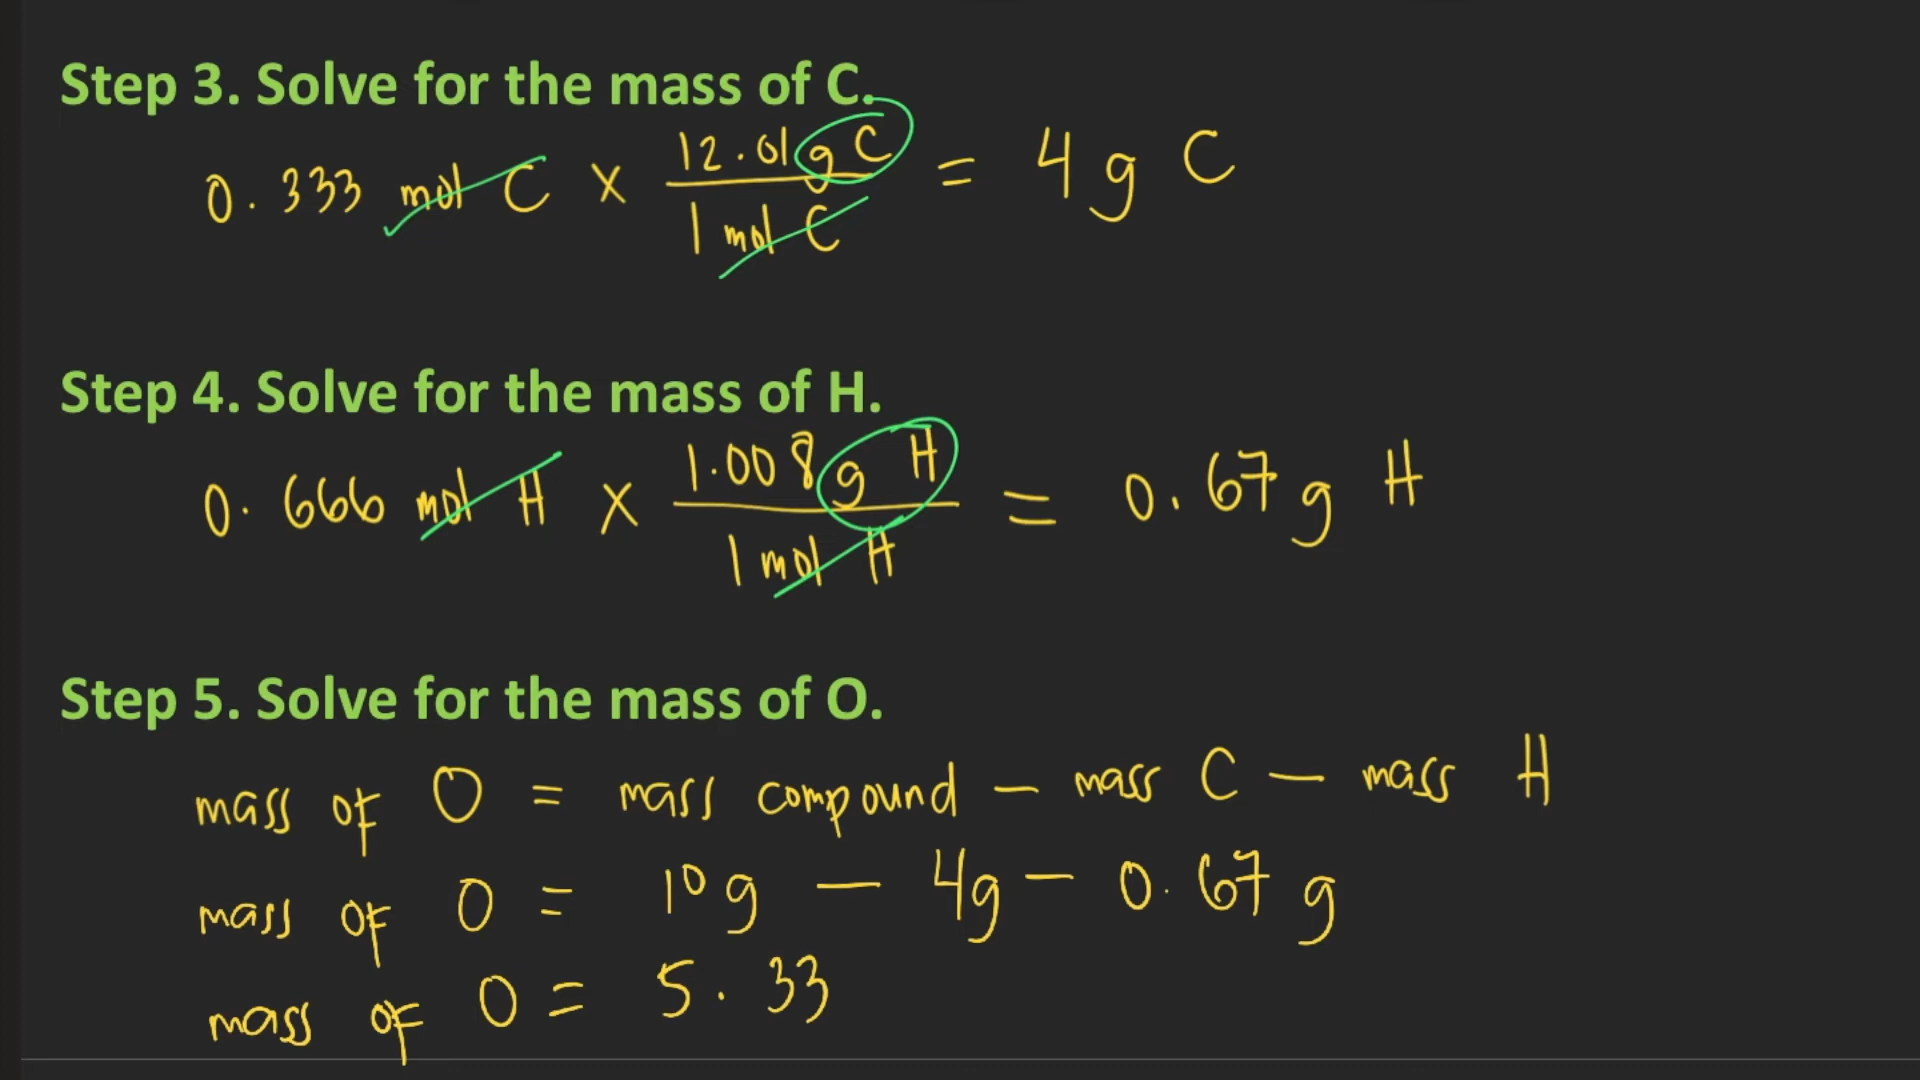 Step 3. Solve for the mass of C.
0.333 mol C x 12.01 g C / 1 mol C = 4 g C
Step 4. Solve for the mass of H.
0.666 mol H x 1.008 g H / 1 mol H = 0.67 g H
Step 5. Solve for the mass of O.
mass of O = mass compound - mass C - mass H
mass of O = 10 g - 4g - 0.67 g
mass of O = 5.33